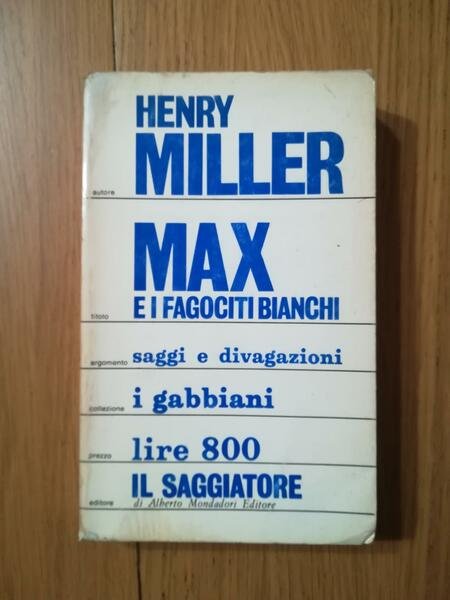 HENRY
autore MILLER
MAX
titolo E I FAGOCITI BIANCHI
argomento saggi e divagazioni
collezione i gabbiani
prezzo lire 800
editore IL SAGGIATORE
di Alberto Mondadori Editore